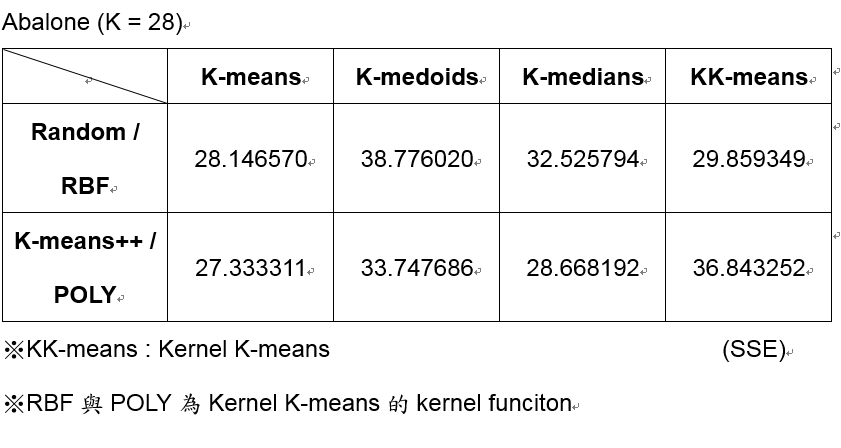 Abalone (K = 28)
K-means K-medoids K-medians KK-means
Random /
RBF
28.146570 38.776020 32.525794 29.859349
K-means++ /
POLY
27.333311 33.747686 28.668192 36.843252
※KK-means : Kernel K-means (SSE)
※RBF 與 POLY 為 Kernel K-means 的 kernel funciton